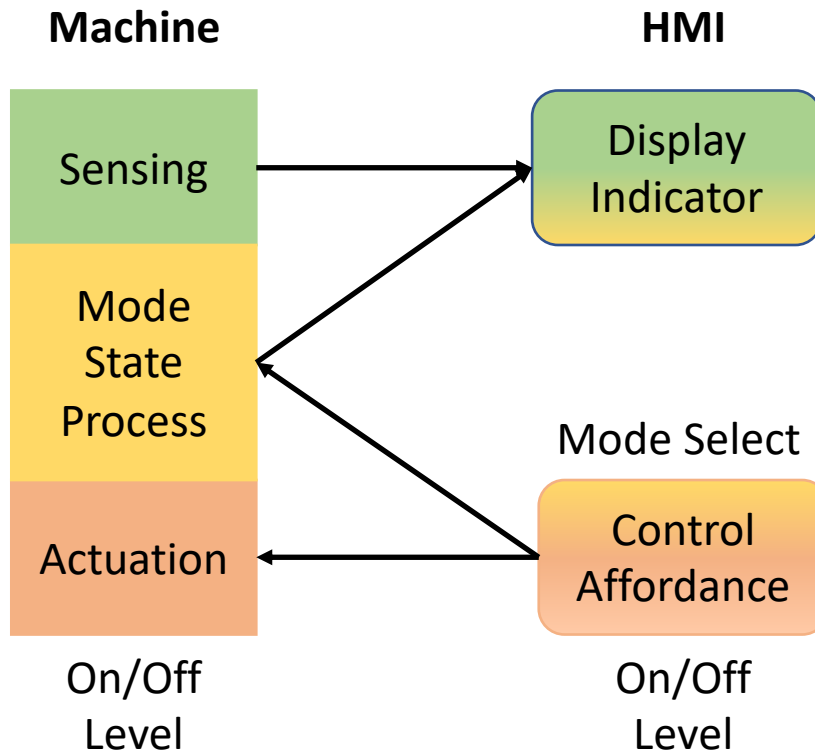 Machine
HMI
Sensing
Display
Indicator
Mode
State
Process
Mode Select
Actuation
Control
Affordance
On/Off
Level
On/Off
Level